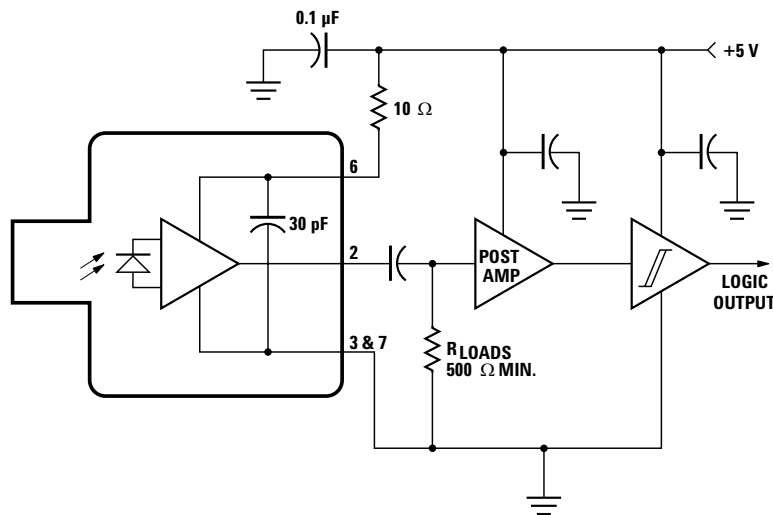 0.1 µF
+5 V
10 Ω
6
30 pF
2
POST
AMP
LOGIC
OUTPUT
3 & 7
RLOADS
500 Ω MIN.